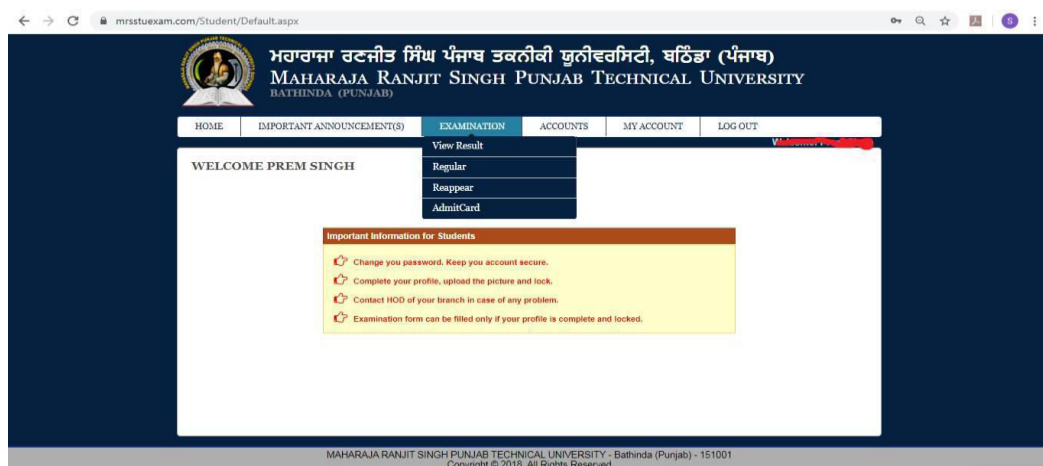 mrsstuexam.com/Student/Default.aspx
S
ਮਹਾਰਾਜਾ ਰਣਜੀਤ ਸਿੰਘ ਪੰਜਾਬ ਤਕਨੀਕੀ ਯੂਨੀਵਰਸਿਟੀ, ਬਠਿੰਡਾ (ਪੰਜਾਬ)
MAHARAJA RANJIT SINGH PUNJAB TECHNICAL UNIVERSITY
BATHINDA (PUNJAB)
HOME IMPORTANT ANNOUNCEMENT(S) EXAMINATION ACCOUNTS MY ACCOUNT LOG OUT
View Result
WELCOME PREM SINGH
Regular
Reappear
AdmitCard
Important Information for Students
Change you password. Keep you account secure.
Complete your profile, upload the picture and lock.
Contact HOD of your branch in case of any problem.
Examination form can be filled only if your profile is complete and locked.
MAHARAJA RANJIT SINGH PUNJAB TECHNICAL UNIVERSITY - Bathinda (Punjab) - 151001
Copyright © 2018. All Rights Reserved